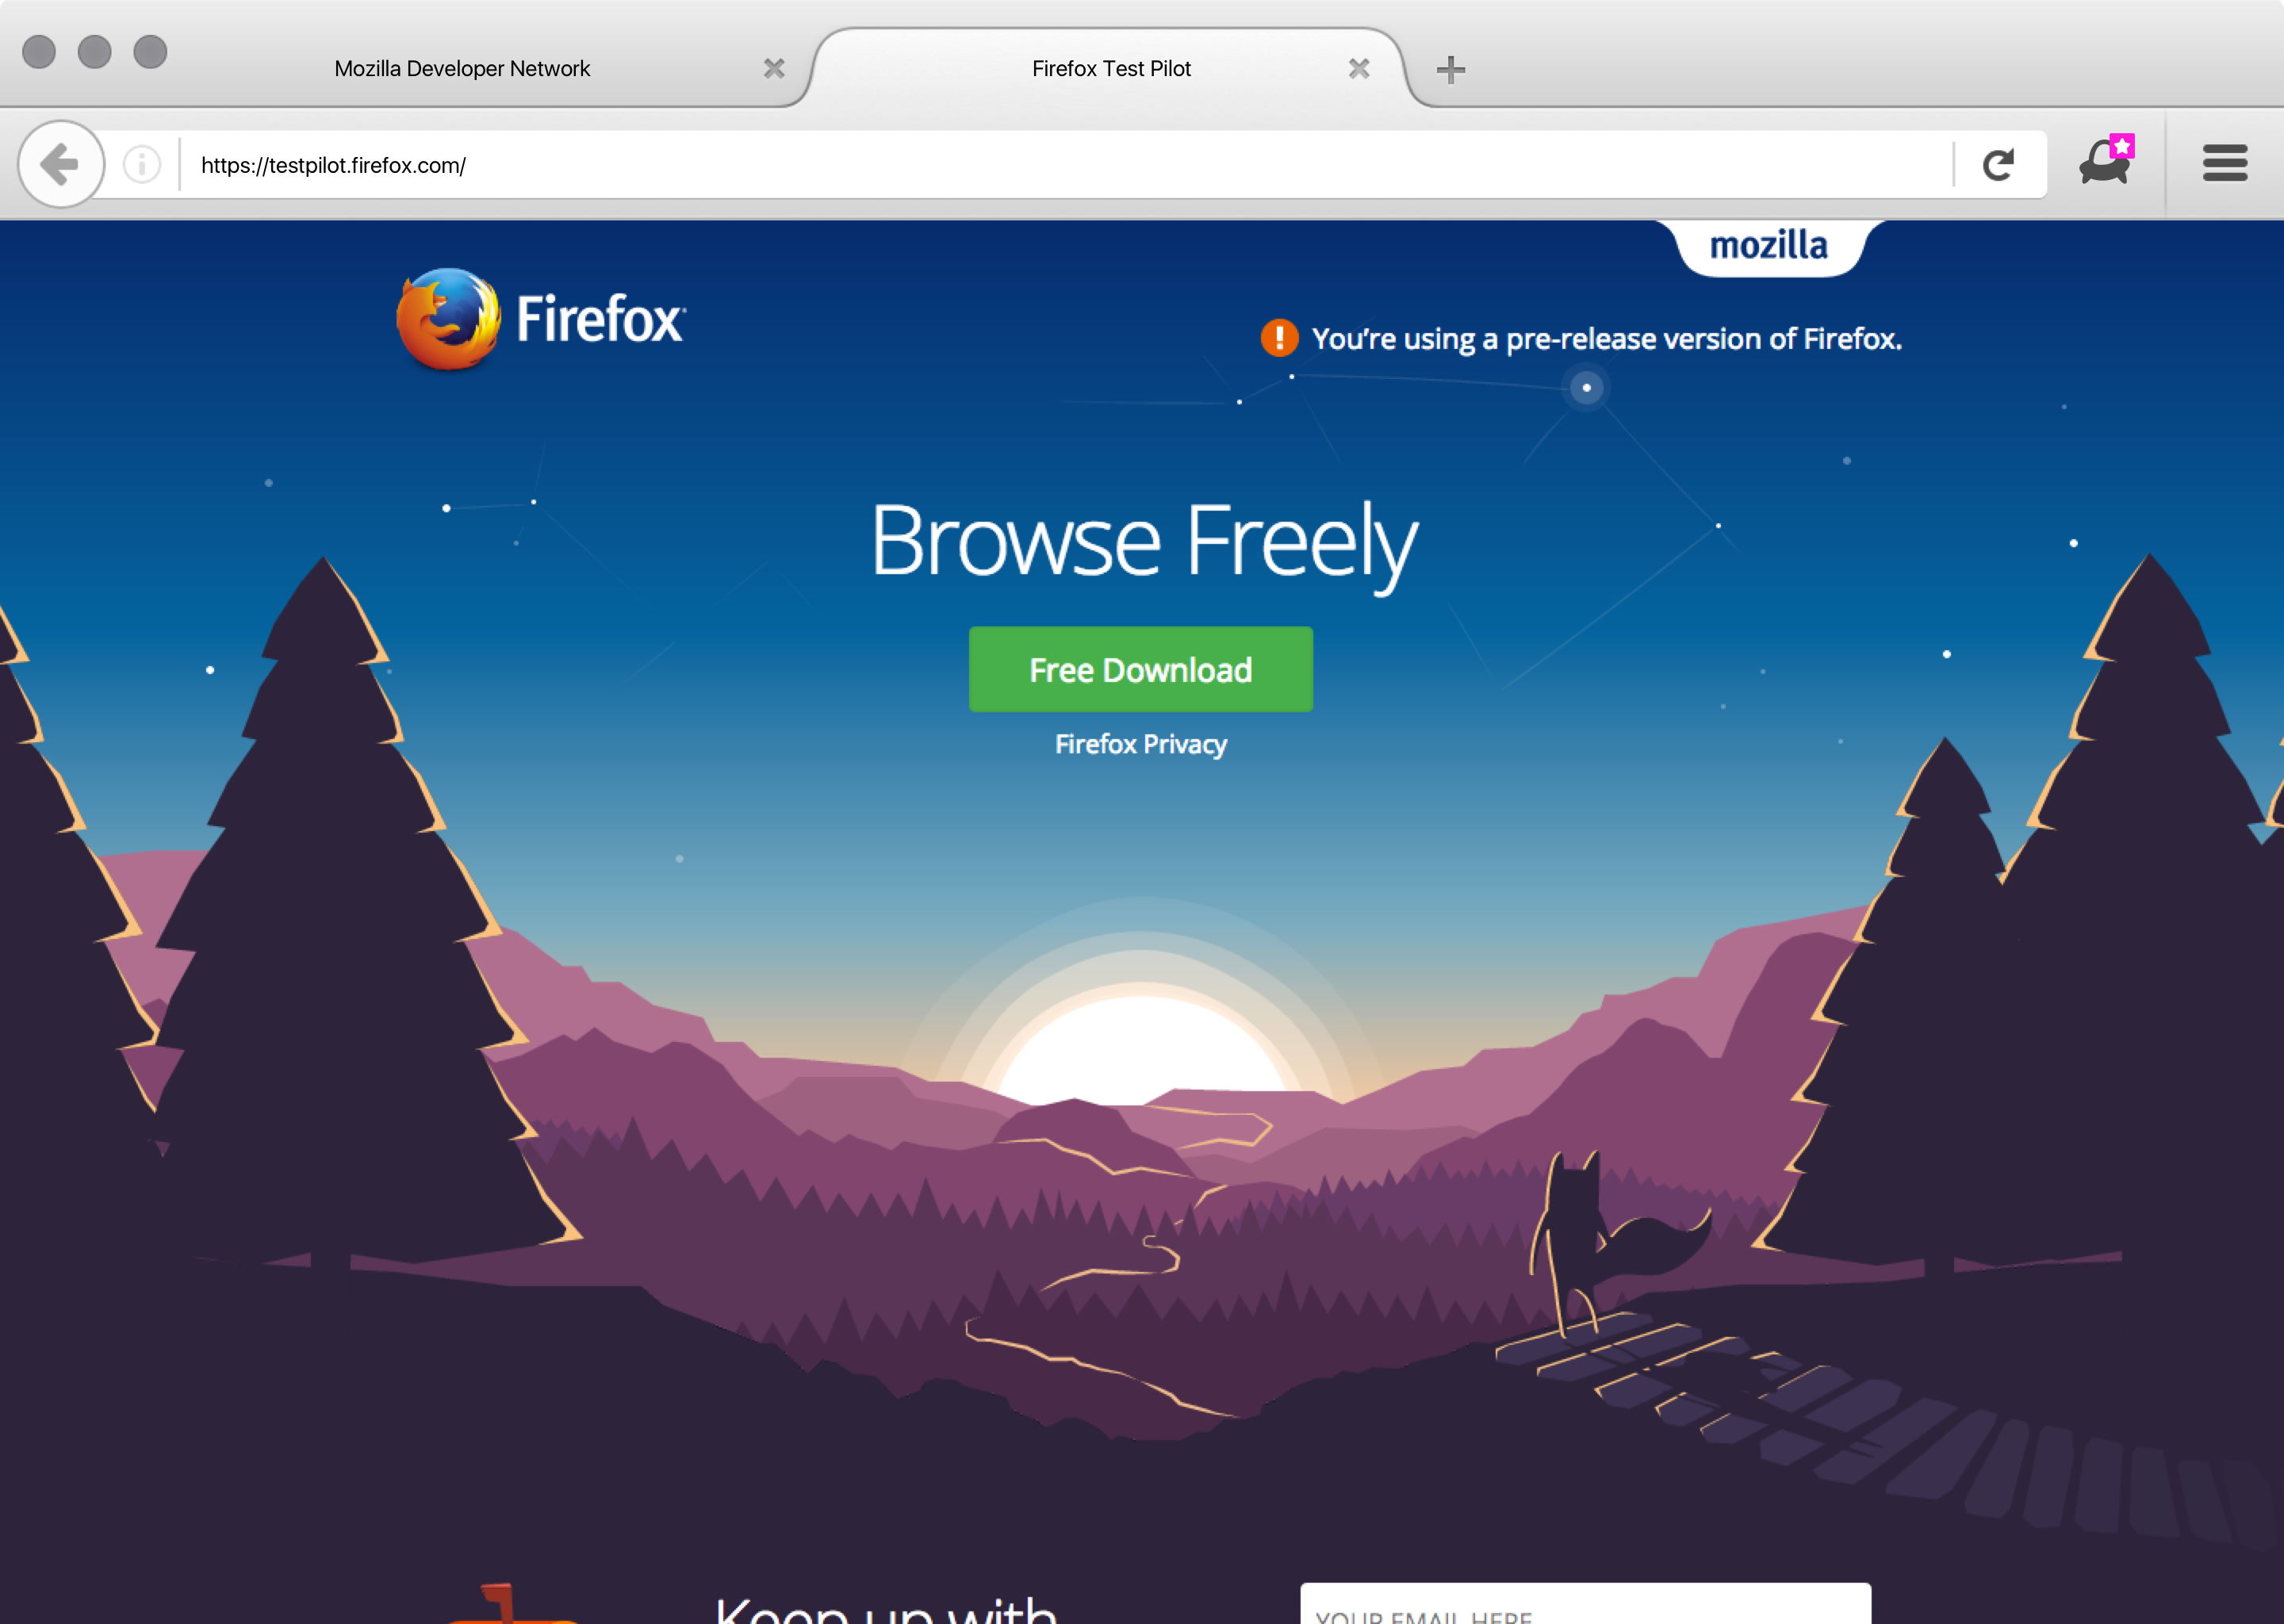 Mozilla Developer Network
Firefox Test Pilot
https://testpilot.firefox.com/
mozilla
Firefox
You're using a pre-release version of Firefox.
Browse Freely
Free Download
Firefox Privacy
Keep up with
YOUR EMAIL HERE